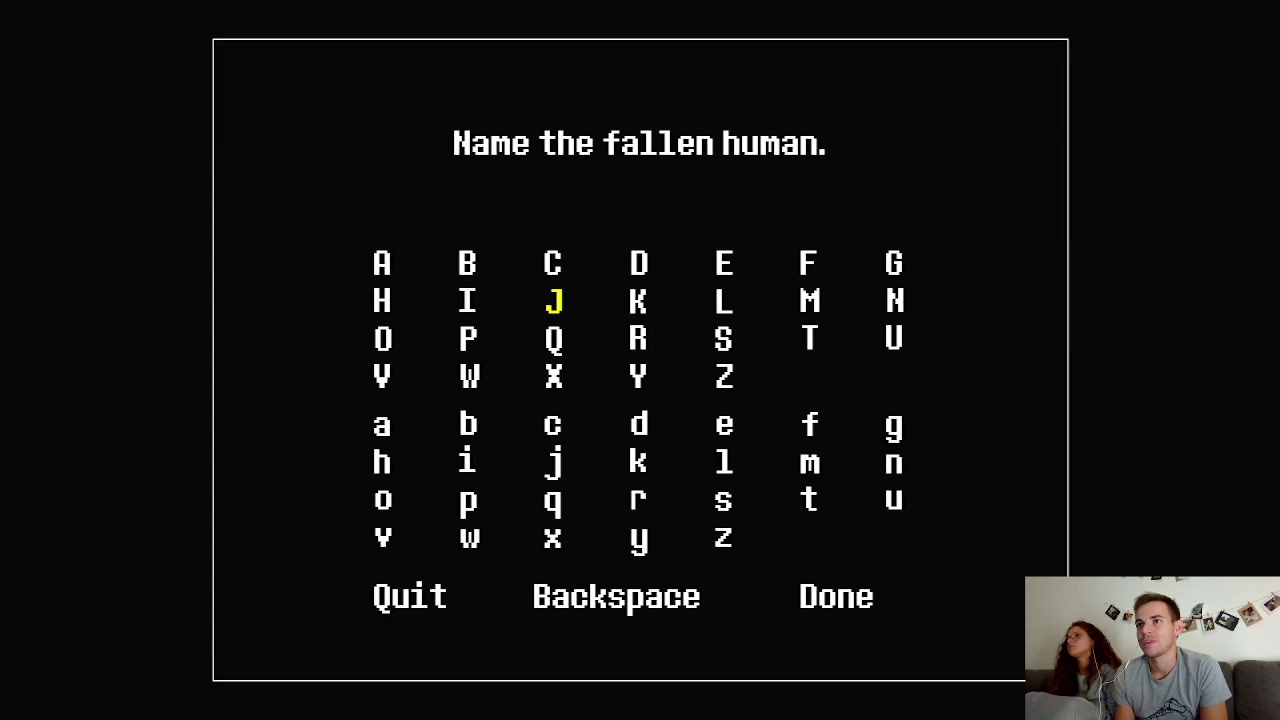 Name the fallen human.
A B C D E F G
H I J K L M N
O P Q R S T U
V W X Y Z
a b c d e f g
h i j k l m n
o p q r s t u
v w x y z
Quit Backspace Done